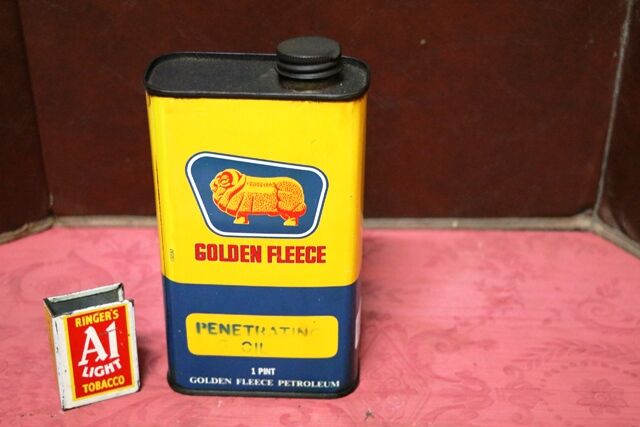 GOLDEN FLEECE
PENETRATING
OIL
1 PINT
GOLDEN FLEECE PETROLEUM
RINGER'S
A1
LIGHT
TOBACCO